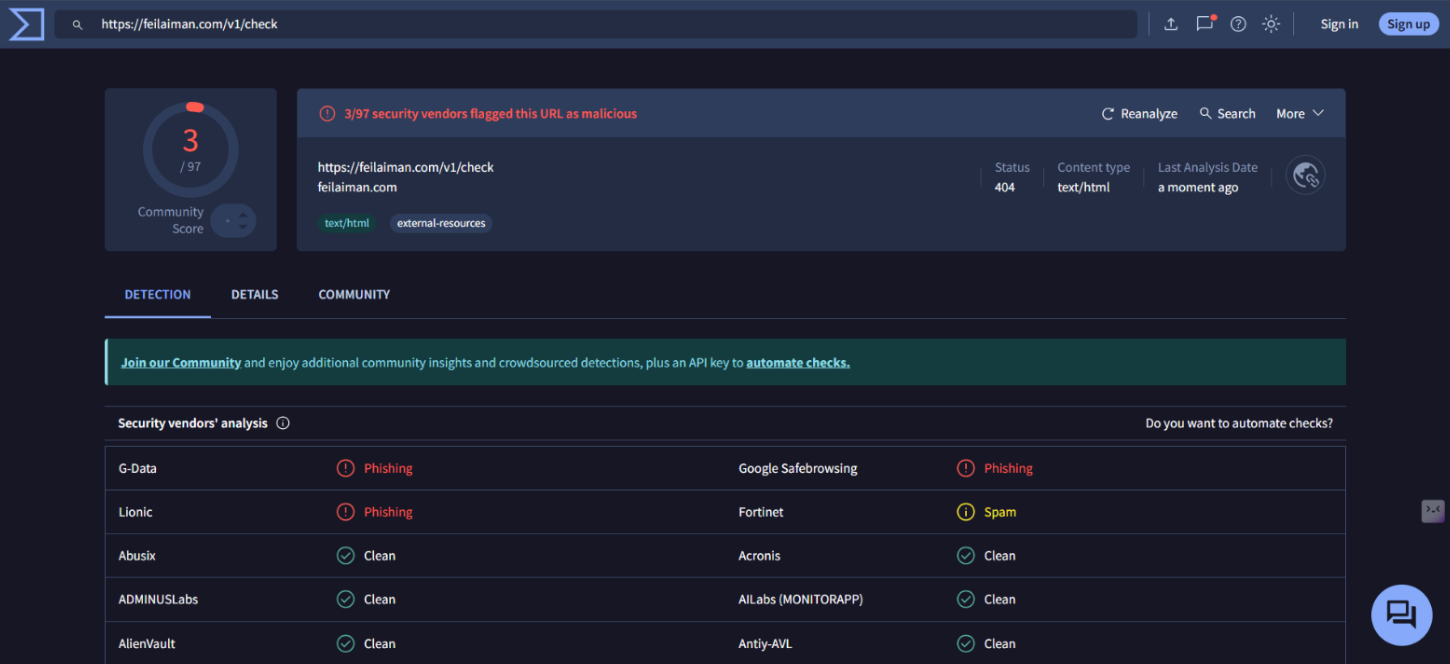 https://feilaiman.com/v1/check
Sign in
Sign up
3
/ 97
Community
Score
3/97 security vendors flagged this URL as malicious
Reanalyze
Search
More
https://feilaiman.com/v1/check
feilaiman.com
Status
404
Content type
text/html
Last Analysis Date
a moment ago
text/html
external-resources
DETECTION
DETAILS
COMMUNITY
Join our Community and enjoy additional community insights and crowdsourced detections, plus an API key to automate checks.
Security vendors' analysis
Do you want to automate checks?
G-Data
Phishing
Google Safebrowsing
Phishing
Lionic
Phishing
Fortinet
Spam
Abusix
Clean
Acronis
Clean
ADMINUSLabs
Clean
AILabs (MONITORAPP)
Clean
AlienVault
Clean
Antiy-AVL
Clean